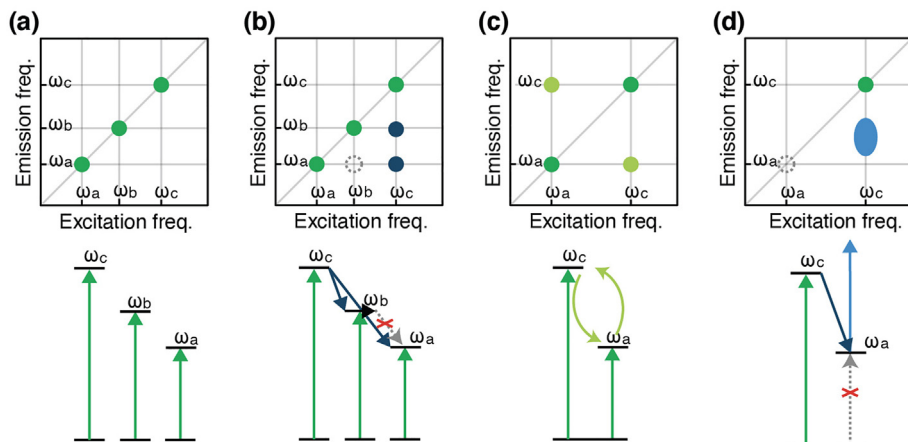 (a)
Emission freq.
ωc
ωb
ωa
ωa ωb ωc
Excitation freq.
ωc
ωb
ωa
(b)
Emission freq.
ωc
ωb
ωa
ωa ωb ωc
Excitation freq.
ωc
ωb
ωa
(c)
Emission freq.
ωc
ωa
ωa ωc
Excitation freq.
ωc
ωa
(d)
Emission freq.
ωc
ωa
ωa ωc
Excitation freq.
ωc
ωa